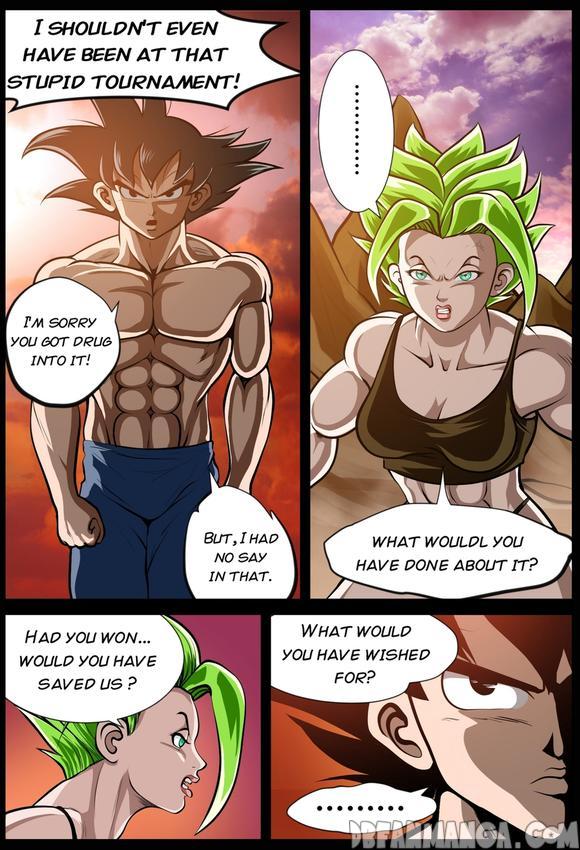 I SHOULDN'T EVEN
HAVE BEEN AT THAT
STUPID TOURNAMENT!
I'M SORRY
YOU GOT DRUG
INTO IT!
BUT, I HAD
NO SAY
IN THAT.
..........
WHAT WOULDL YOU
HAVE DONE ABOUT IT?
HAD YOU WON...
WOULD YOU HAVE
SAVED US ?
WHAT WOULD
YOU HAVE WISHED
FOR?
...........
DBFANMANGA.COM